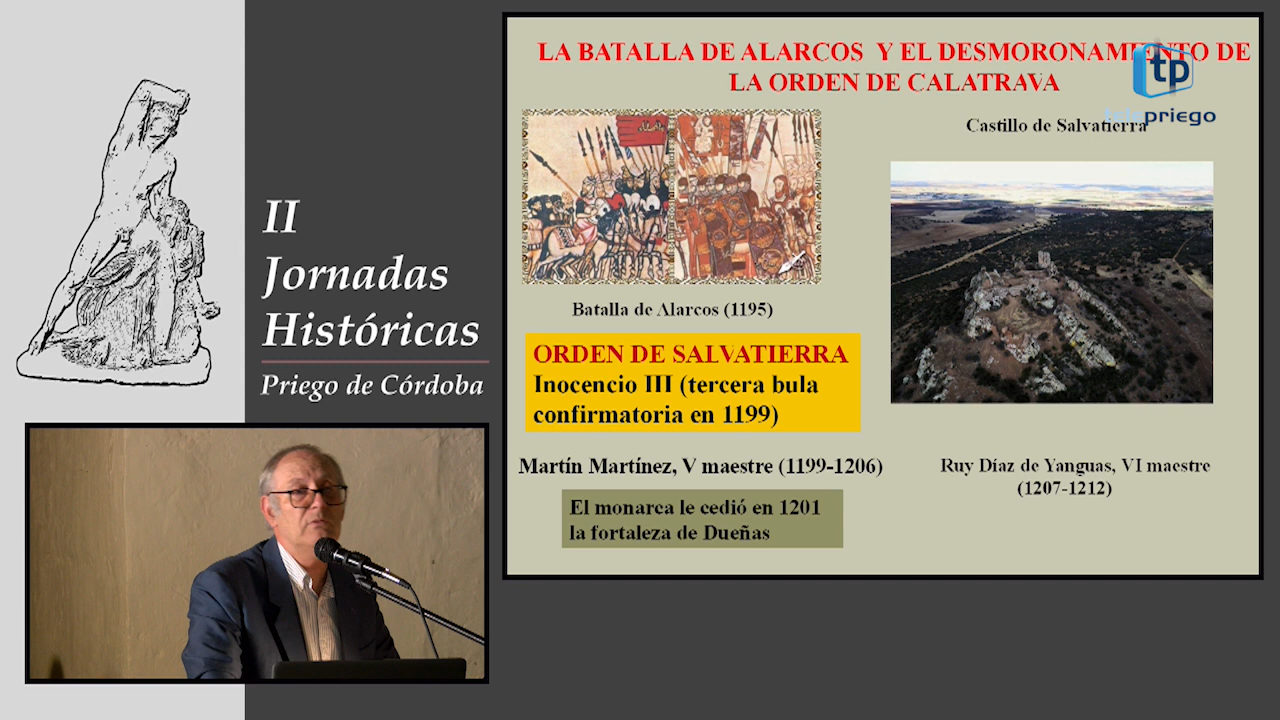 II
Jornadas
Históricas
Priego de Córdoba
LA BATALLA DE ALARCOS Y EL DESMORONAMIENTO DE
LA ORDEN DE CALATRAVA
tp
telepriego
Castillo de Salvatierra
Batalla de Alarcos (1195)
ORDEN DE SALVATIERRA
Inocencio III (tercera bula
confirmatoria en 1199)
Martín Martínez, V maestre (1199-1206)
El monarca le cedió en 1201
la fortaleza de Dueñas
Ruy Díaz de Yanguas, VI maestre
(1207-1212)